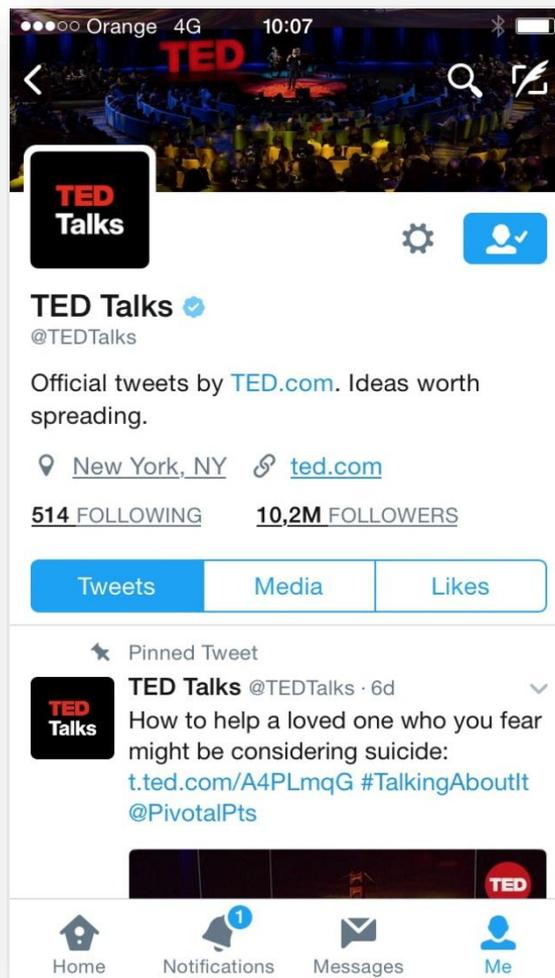 Orange 4G 10:07
TED
TED
Talks
TED Talks
@TEDTalks
Official tweets by TED.com. Ideas worth
spreading.
New York, NY ted.com
514 FOLLOWING 10,2M FOLLOWERS
Tweets Media Likes
Pinned Tweet
TED
Talks
TED Talks @TEDTalks · 6d
How to help a loved one who you fear
might be considering suicide:
t.ted.com/A4PLmqG #TalkingAboutIt
@PivotalPts
TED
1
Home Notifications Messages Me